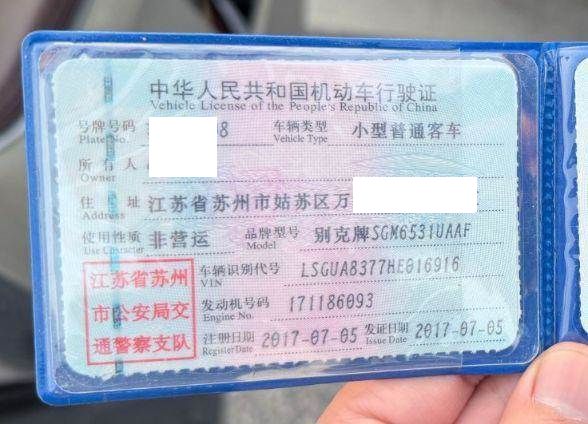 中华人民共和国机动车行驶证
Vehicle License of the People's Republic of China
号牌号码 8 车辆类型 小型普通客车
Plate No. Vehicle Type
所有人
Owner
住址 江苏省苏州市姑苏区万
Address
使用性质 非营运 品牌型号 别克牌SGM6531UAAF
Use Character Model
江苏省苏州 车辆识别代号 LSGUA8377HE016916
VIN
市公安局交 发动机号码 171186093
Engine No.
通警察支队 注册日期 2017-07-05 发证日期 2017-07-05
Register Date Issue Date